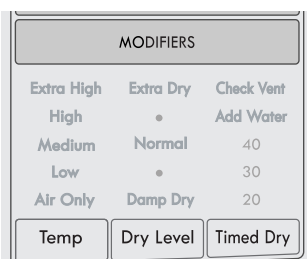 MODIFIERS
Extra High Extra Dry Check Vent
High • Add Water
Medium Normal 40
Low • 30
Air Only Damp Dry 20
Temp Dry Level Timed Dry